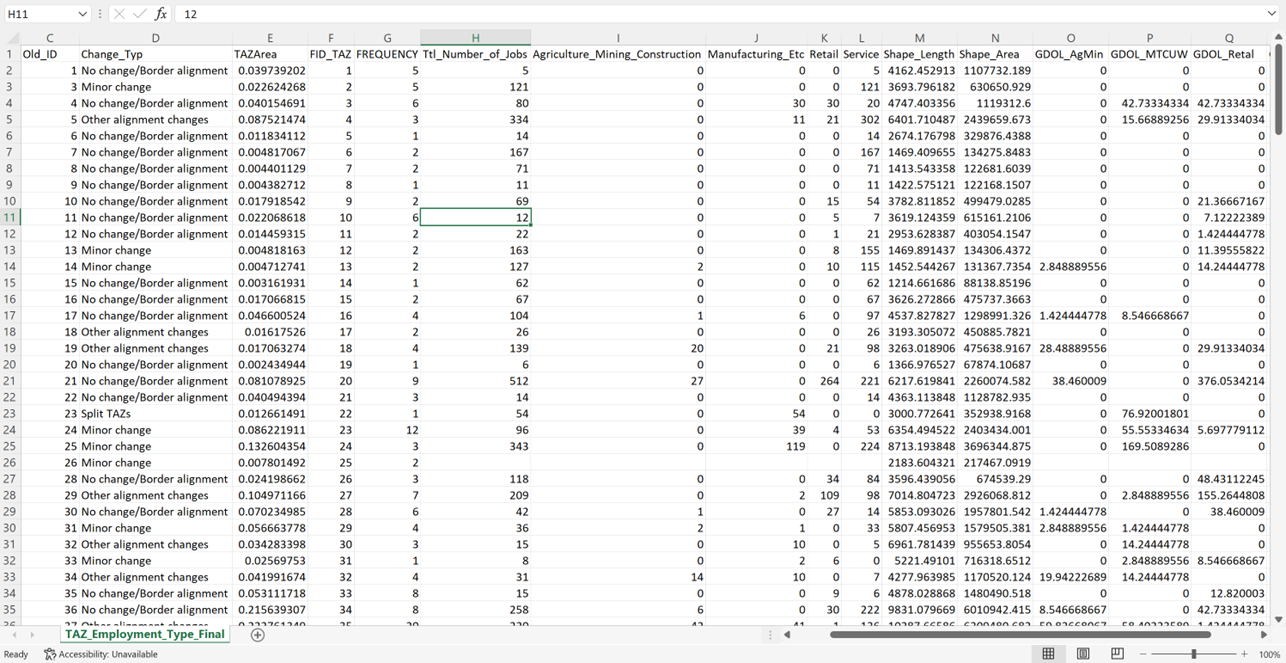 H11 fx 12
C D E F G H I J K L M N O P Q
1 Old_ID Change_Typ TAZArea FID_TAZ FREQUENCY Ttl_Number_of_Jobs Agriculture_Mining_Construction Manufacturing_Etc Retail Service Shape_Length Shape_Area GDOL_AgMin GDOL_MTCUW GDOL_Retal
2 1 No change/Border alignment 0.039739202 1 5 5 0 0 0 5 4162.452913 1107732.189 0 0 0
3 3 Minor change 0.022624268 2 5 121 0 0 0 121 3693.796182 630650.929 0 0 0
4 4 No change/Border alignment 0.040154691 3 6 80 0 30 30 20 4747.403356 1119312.6 0 42.73334434 42.73334434
5 5 Other alignment changes 0.087521474 4 3 334 0 11 21 302 6401.710487 2439659.673 0 15.66889256 29.91334034
6 6 No change/Border alignment 0.011834112 5 1 14 0 0 0 14 2674.176798 329876.4388 0 0 0
7 7 No change/Border alignment 0.004817067 6 2 167 0 0 0 167 1469.409655 134275.8483 0 0 0
8 8 No change/Border alignment 0.004401129 7 2 71 0 0 0 71 1413.543358 122681.6039 0 0 0
9 9 No change/Border alignment 0.004382712 8 1 11 0 0 0 11 1422.575121 122168.1507 0 0 0
10 10 No change/Border alignment 0.017918542 9 2 69 0 0 15 54 3782.811852 499479.0285 0 0 21.36667167
11 11 No change/Border alignment 0.022068618 10 6 12 0 0 5 7 3619.124359 615161.2106 0 0 7.12222389
12 12 No change/Border alignment 0.014459315 11 2 22 0 0 1 21 2953.628387 403054.1547 0 0 1.424444778
13 13 Minor change 0.004818163 12 2 163 0 0 8 155 1469.891437 134306.4372 0 0 11.39555822
14 14 Minor change 0.004712741 13 2 127 2 0 10 115 1452.544267 131367.7354 2.848889556 0 14.24444778
15 15 No change/Border alignment 0.003161931 14 1 62 0 0 0 62 1214.661686 88138.85196 0 0 0
16 16 No change/Border alignment 0.017066815 15 2 67 0 0 0 67 3626.272866 475737.3663 0 0 0
17 17 No change/Border alignment 0.046600524 16 4 104 1 6 0 97 4537.827827 1298991.326 1.424444778 8.546668667 0
18 18 Other alignment changes 0.01617526 17 2 26 0 0 0 26 3193.305072 450885.7821 0 0 0
19 19 Other alignment changes 0.017063274 18 4 139 20 0 21 98 3263.018906 475638.9167 28.48889556 0 29.91334034
20 20 No change/Border alignment 0.002434944 19 1 6 0 0 0 6 1366.976527 67874.10687 0 0 0
21 21 No change/Border alignment 0.081078925 20 9 512 27 0 264 221 6217.619841 2260074.582 38.460009 0 376.0534214
22 22 No change/Border alignment 0.040494394 21 3 14 0 0 0 14 4363.113848 1128782.935 0 0 0
23 23 Split TAZs 0.012661491 22 1 54 0 54 0 0 3000.772641 352938.9168 0 76.92001801 0
24 24 Minor change 0.086221911 23 12 96 0 39 4 53 6354.494522 2403434.001 0 55.55334634 5.697779112
25 25 Minor change 0.132604354 24 3 343 0 119 0 224 8713.193848 3696344.875 0 169.5089286 0
26 26 Minor change 0.007801492 25 2 2183.604321 217467.0919
27 28 No change/Border alignment 0.024198662 26 3 118 0 0 34 84 3596.439056 674539.29 0 0 48.43112245
28 29 Other alignment changes 0.104971166 27 7 209 0 2 109 98 7014.804723 2926068.812 0 2.848889556 155.2644808
29 30 No change/Border alignment 0.070234985 28 6 42 1 0 27 14 5853.093026 1957801.542 1.424444778 0 38.460009
30 31 Minor change 0.056663778 29 4 36 2 1 0 33 5807.456953 1579505.381 2.848889556 1.424444778 0
31 32 Other alignment changes 0.034283398 30 3 15 0 10 0 5 6961.781439 955653.8054 0 14.24444778 0
32 33 Minor change 0.02569753 31 1 8 0 2 6 0 5221.49101 716318.6512 0 2.848889556 8.546668667
33 34 Other alignment changes 0.041991674 32 4 31 14 10 0 7 4277.963985 1170520.124 19.94222689 14.24444778 0
34 35 No change/Border alignment 0.053111718 33 8 15 0 0 9 6 4878.028868 1480490.518 0 0 12.820003
35 36 No change/Border alignment 0.215639307 34 8 258 6 0 30 222 9831.079669 6010942.415 8.546668667 0 42.73334434
TAZ_Employment_Type_Final
Ready Accessibility: Unavailable 100%